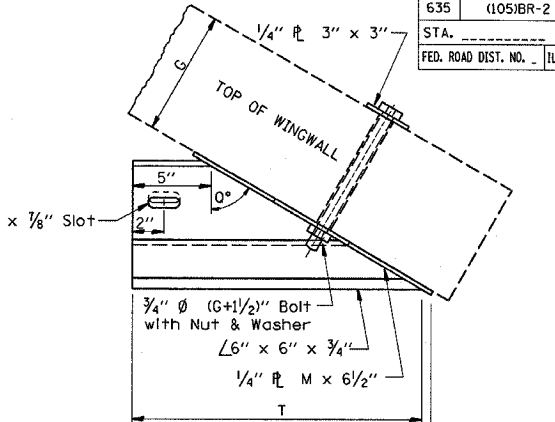 635 (105)BR-2
STA.
FED. ROAD DIST. NO. _
1/4" ℄ 3" x 3"
G
TOP OF WINGWALL
5"
Q°
x 7/8" Slot
2"
3/4" Ø (G+1 1/2)" Bolt
with Nut & Washer
∠6" x 6" x 3/4"
1/4" ℄ M x 6 1/2"
T